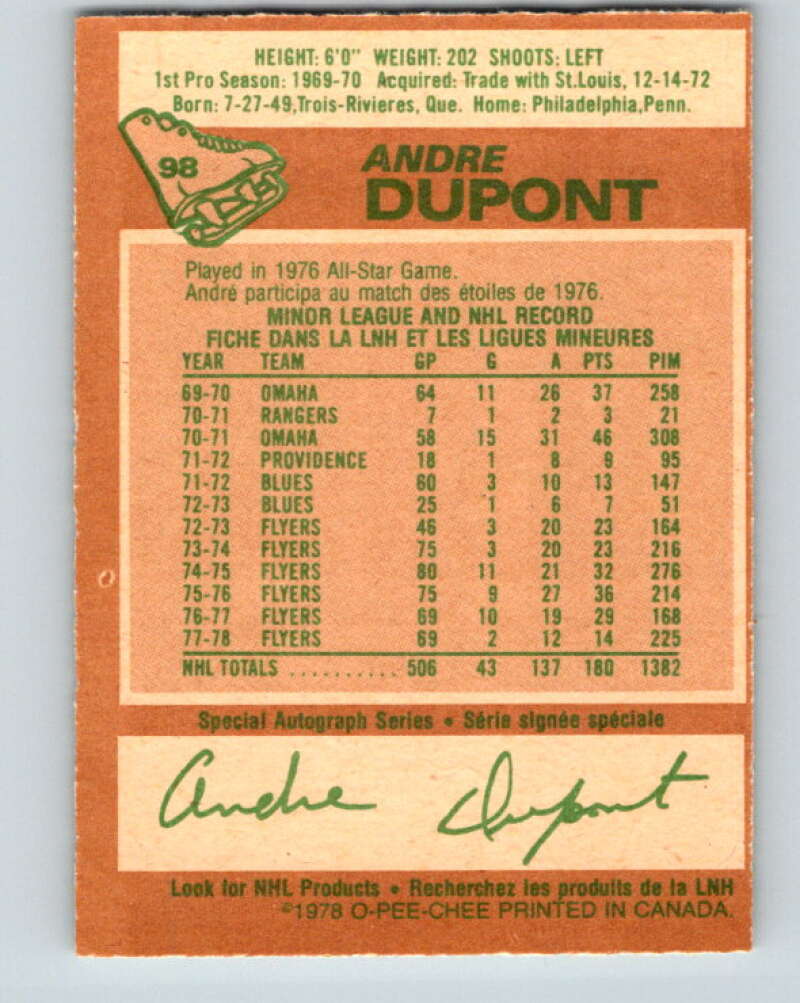 HEIGHT: 6'0" WEIGHT: 202 SHOOTS: LEFT
1st Pro Season: 1969-70 Acquired: Trade with St.Louis, 12-14-72
Born: 7-27-49,Trois-Rivieres, Que. Home: Philadelphia,Penn.
98
ANDRE
DUPONT
Played in 1976 All-Star Game.
André participa au match des étoiles de 1976.
MINOR LEAGUE AND NHL RECORD
FICHE DANS LA LNH ET LES LIGUES MINEURES
YEAR TEAM GP G A PTS PIM
69-70 OMAHA 64 11 26 37 258
70-71 RANGERS 7 1 2 3 21
70-71 OMAHA 58 15 31 46 308
71-72 PROVIDENCE 18 1 8 9 95
71-72 BLUES 60 3 10 13 147
72-73 BLUES 25 1 6 7 51
72-73 FLYERS 46 3 20 23 164
73-74 FLYERS 75 3 20 23 216
74-75 FLYERS 80 11 21 32 276
75-76 FLYERS 75 9 27 36 214
76-77 FLYERS 69 10 19 29 168
77-78 FLYERS 69 2 12 14 225
NHL TOTALS .......... 506 43 137 180 1382
Special Autograph Series • Série signée spéciale
Andre Dupont
Look for NHL Products • Recherchez les produits de la LNH
©1978 O-PEE-CHEE PRINTED IN CANADA.